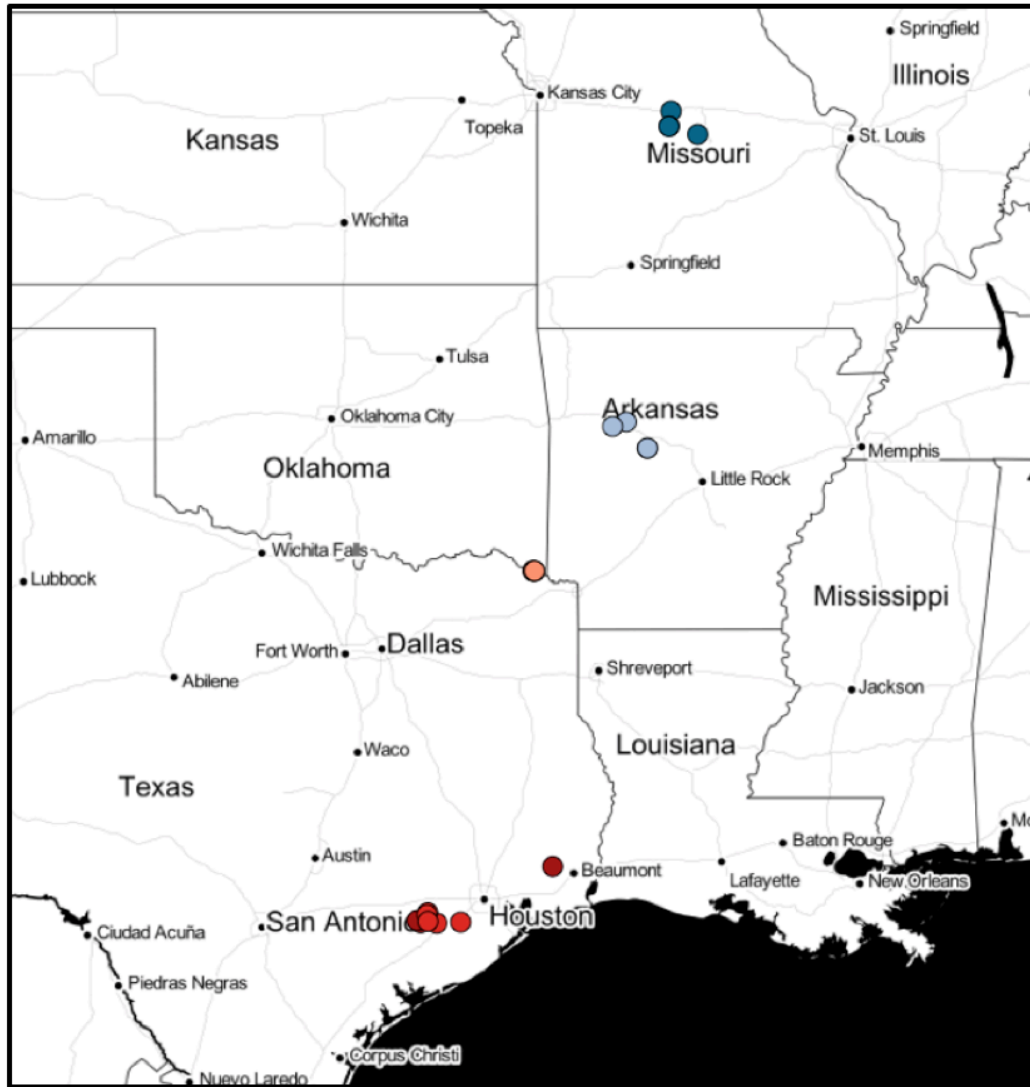 Springfield
Illinois
Kansas City
Topeka
Kansas
St. Louis
Missouri
Wichita
Springfield
Tulsa
Arkansas
Oklahoma City
Amarillo
Memphis
Oklahoma
Little Rock
Wichita Falls
Lubbock
Mississippi
Dallas
Fort Worth
Shreveport
Abilene
Jackson
Louisiana
Waco
Texas
Baton Rouge
Austin
Beaumont
Lafayette
New Orleans
San Antoni
Houston
Ciudad Acuña
Piedras Negras
Corpus Christi
Nuevo Laredo